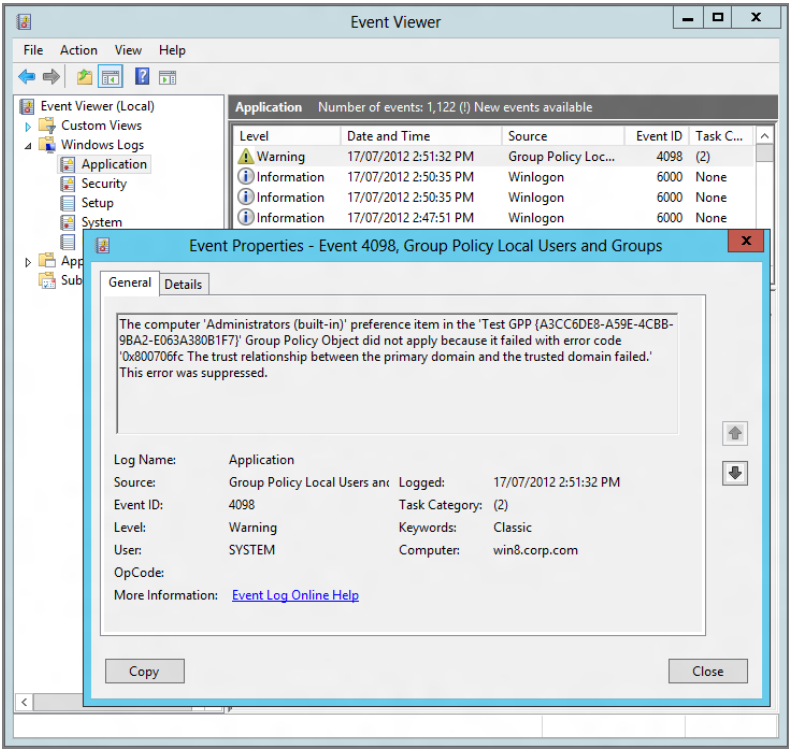 Event Viewer
File Action View Help
Event Viewer (Local)
Custom Views
Windows Logs
Application
Security
Setup
System
App
Sub
Application Number of events: 1,122 (!) New events available
Level Date and Time Source Event ID Task C...
Warning 17/07/2012 2:51:32 PM Group Policy Loc... 4098 (2)
Information 17/07/2012 2:50:35 PM Winlogon 6000 None
Information 17/07/2012 2:50:35 PM Winlogon 6000 None
Information 17/07/2012 2:47:51 PM Winlogon 6000 None
Event Properties - Event 4098, Group Policy Local Users and Groups
General Details
The computer 'Administrators (built-in)' preference item in the 'Test GPP {A3CC6DE8-A59E-4CBB-
9BA2-E063A380B1F7}' Group Policy Object did not apply because it failed with error code
'0x800706fc The trust relationship between the primary domain and the trusted domain failed.'
This error was suppressed.
Log Name: Application
Source: Group Policy Local Users and Logged: 17/07/2012 2:51:32 PM
Event ID: 4098 Task Category: (2)
Level: Warning Keywords: Classic
User: SYSTEM Computer: win8.corp.com
OpCode:
More Information: Event Log Online Help
Copy Close